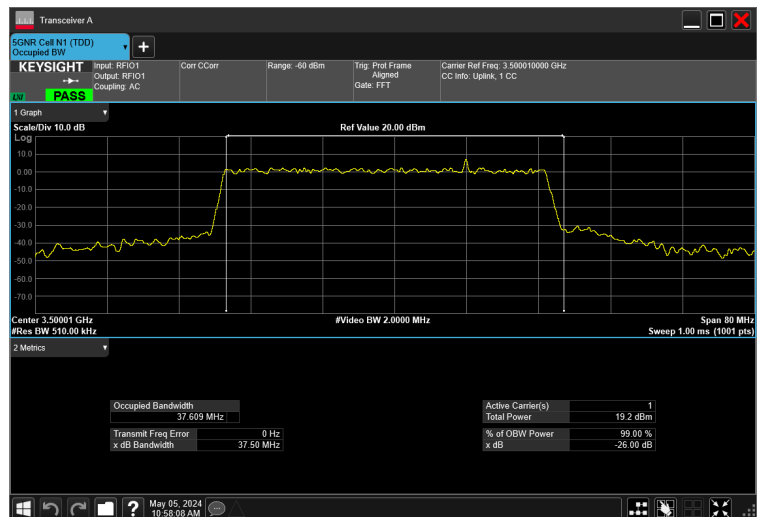 Transceiver A
5GNR Cell N1 (TDD)
Occupied BW
KEYSIGHT
PASS
Input: RFIO1
Output: RFIO1
Coupling: AC
Corr CCorr
Range: -60 dBm
Trig: Prot Frame
Aligned
Gate: FFT
Carrier Ref Freq: 3.500010000 GHz
CC Info: Uplink, 1 CC
1 Graph
Scale/Div 10.0 dB
Ref Value 20.00 dBm
Log
10.0
0.00
-10.0
-20.0
-30.0
-40.0
-50.0
-60.0
-70.0
Center 3.50001 GHz
#Video BW 2.0000 MHz
Span 80 MHz
#Res BW 510.00 kHz
Sweep 1.00 ms (1001 pts)
2 Metrics
Occupied Bandwidth
37.609 MHz
Transmit Freq Error 0 Hz
x dB Bandwidth 37.50 MHz
Active Carrier(s) 1
Total Power 19.2 dBm
% of OBW Power 99.00 %
x dB -26.00 dB
?
May 05, 2024
10:58:08 AM